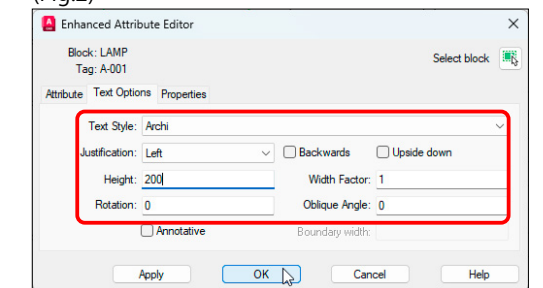 (Fig.2)
Enhanced Attribute Editor
Block: LAMP
Tag: A-001
Select block
Attribute Text Options Properties
Text Style: Archi
Justification: Left Backwards Upside down
Height: 200 Width Factor: 1
Rotation: 0 Oblique Angle: 0
Annotative Boundary width:
Apply OK Cancel Help